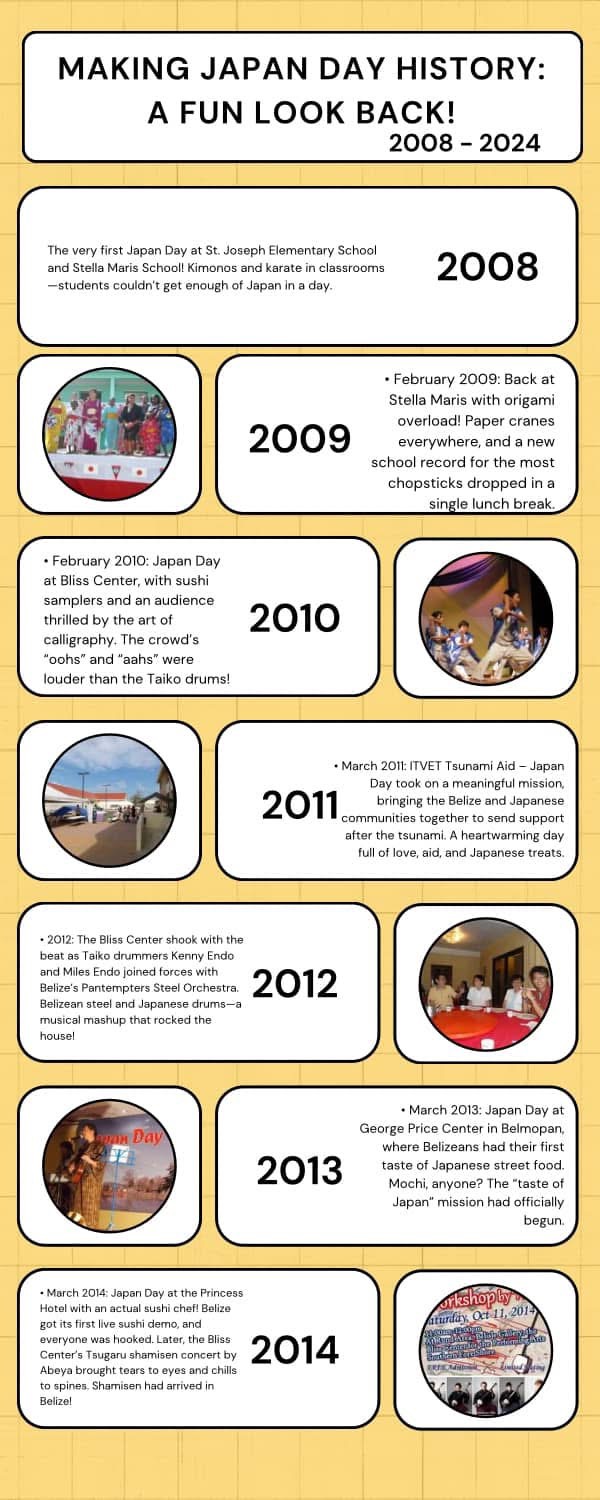 MAKING JAPAN DAY HISTORY:
A FUN LOOK BACK!
2008 - 2024
The very first Japan Day at St. Joseph Elementary School
and Stella Maris School! Kimonos and karate in classrooms
—students couldn't get enough of Japan in a day.
2008
2009
• February 2009: Back at
Stella Maris with origami
overload! Paper cranes
everywhere, and a new
school record for the most
chopsticks dropped in a
single lunch break.
• February 2010: Japan Day
at Bliss Center, with sushi
samplers and an audience
thrilled by the art of
calligraphy. The crowd's
“oohs” and “aahs” were
louder than the Taiko drums!
2010
2011
• March 2011: ITVET Tsunami Aid – Japan
Day took on a meaningful mission,
bringing the Belize and Japanese
communities together to send support
after the tsunami. A heartwarming day
full of love, aid, and Japanese treats.
• 2012: The Bliss Center shook with the
beat as Taiko drummers Kenny Endo
and Miles Endo joined forces with
Belize's Pantempters Steel Orchestra.
Belizean steel and Japanese drums—a
musical mashup that rocked the
house!
2012
pan Day
2013
• March 2013: Japan Day at
George Price Center in Belmopan,
where Belizeans had their first
taste of Japanese street food.
Mochi, anyone? The “taste of
Japan” mission had officially
begun.
• March 2014: Japan Day at the Princess
Hotel with an actual sushi chef! Belize
got its first live sushi demo, and
everyone was hooked. Later, the Bliss
Center's Tsugaru shamisen concert by
Abeya brought tears to eyes and chills
to spines. Shamisen had arrived in
Belize!
2014
orkshop by
aturday, Oct 11, 2014